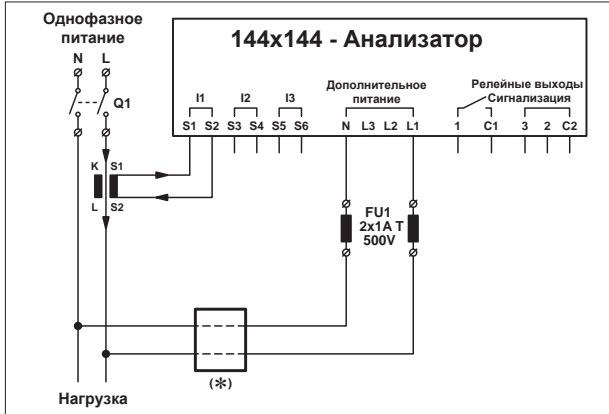 Однофазное
питание
N L
Q1
144x144 - Анализатор
I1 I2 I3
Дополнительное
питание
Релейные выходы
Сигнализация
S1 S2 S3 S4 S5 S6 N L3 L2 L1 1 C1 3 2 C2
K S1
L S2
FU1
2x1A T
500V
(*)
Нагрузка